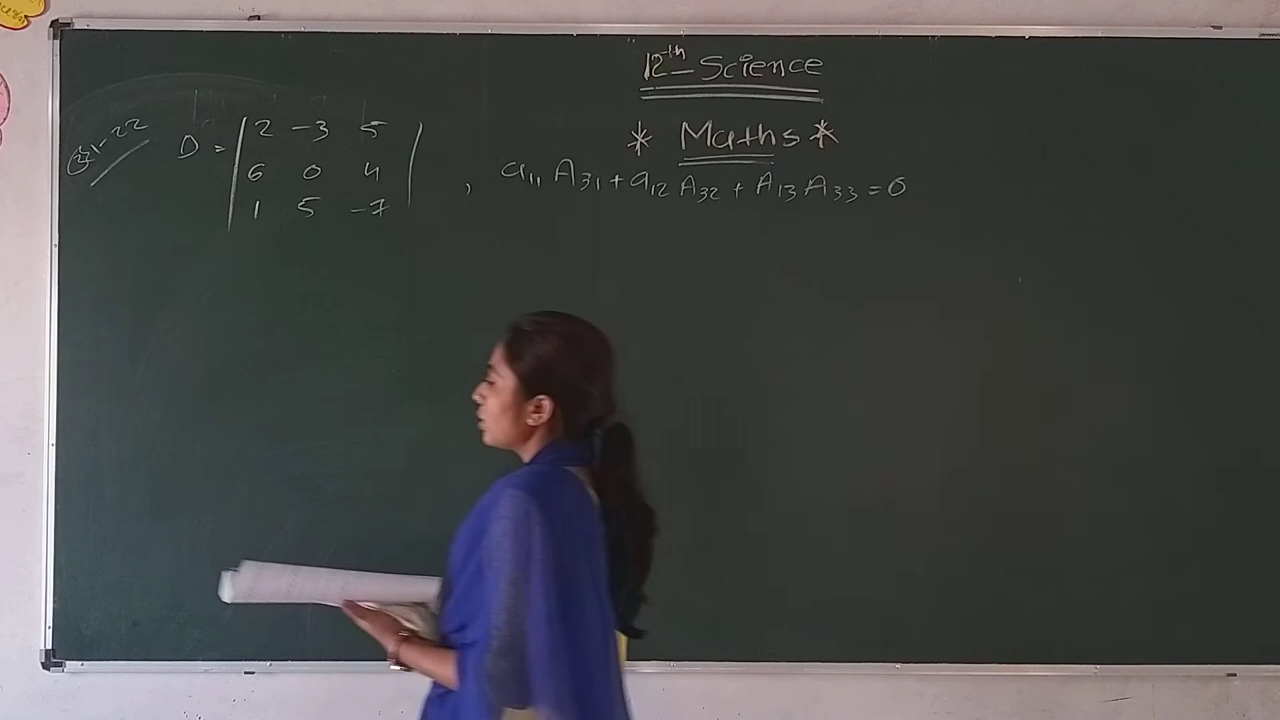 12th - Science
* Maths *
D = | 2 -3 5 |
6 0 4
1 5 -7
, a11 A31 + a12 A32 + A13 A33 = 0